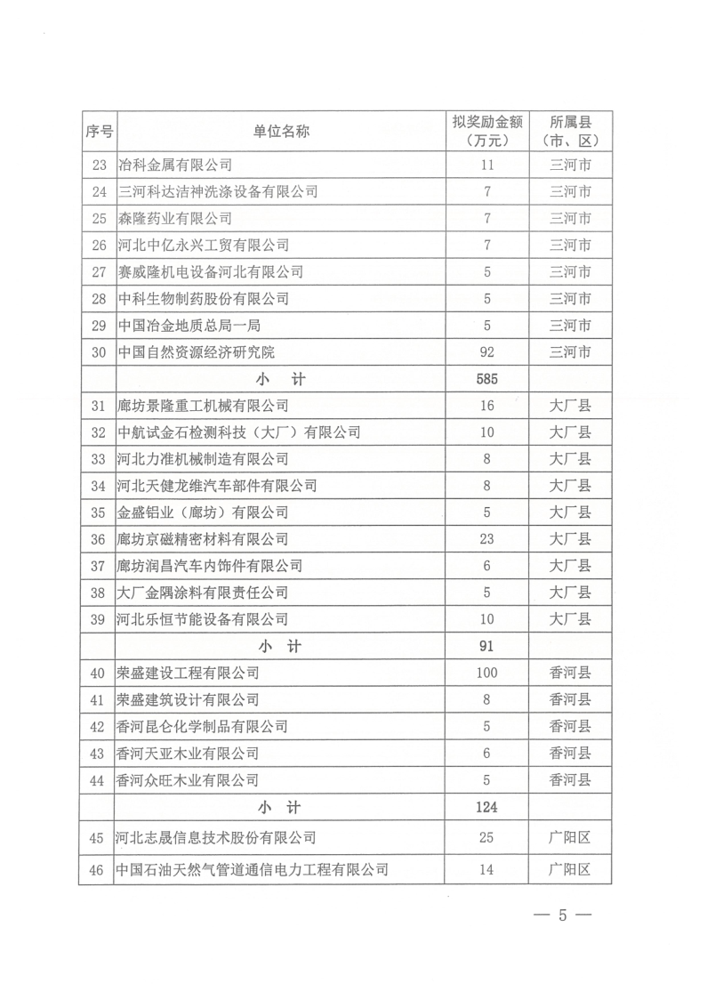 序号 单位名称 拟奖励金额（万元） 所属县（市、区）
23 冶科金属有限公司 11 三河市
24 三河科达洁神洗涤设备有限公司 7 三河市
25 森隆药业有限公司 7 三河市
26 河北中亿永兴工贸有限公司 7 三河市
27 赛威隆机电设备河北有限公司 5 三河市
28 中科生物制药股份有限公司 5 三河市
29 中国冶金地质总局一局 5 三河市
30 中国自然资源经济研究院 92 三河市
小 计 585
31 廊坊景隆重工机械有限公司 16 大厂县
32 中航试金石检测科技（大厂）有限公司 10 大厂县
33 河北力准机械制造有限公司 8 大厂县
34 河北天健龙维汽车部件有限公司 8 大厂县
35 金盛铝业（廊坊）有限公司 5 大厂县
36 廊坊京磁精密材料有限公司 23 大厂县
37 廊坊润昌汽车内饰件有限公司 6 大厂县
38 大厂金隅涂料有限责任公司 5 大厂县
39 河北乐恒节能设备有限公司 10 大厂县
小 计 91
40 荣盛建设工程有限公司 100 香河县
41 荣盛建筑设计有限公司 8 香河县
42 香河昆仑化学制品有限公司 5 香河县
43 香河天亚木业有限公司 6 香河县
44 香河众旺木业有限公司 5 香河县
小 计 124
45 河北志晟信息技术股份有限公司 25 广阳区
46 中国石油天然气管道通信电力工程有限公司 14 广阳区
— 5 —